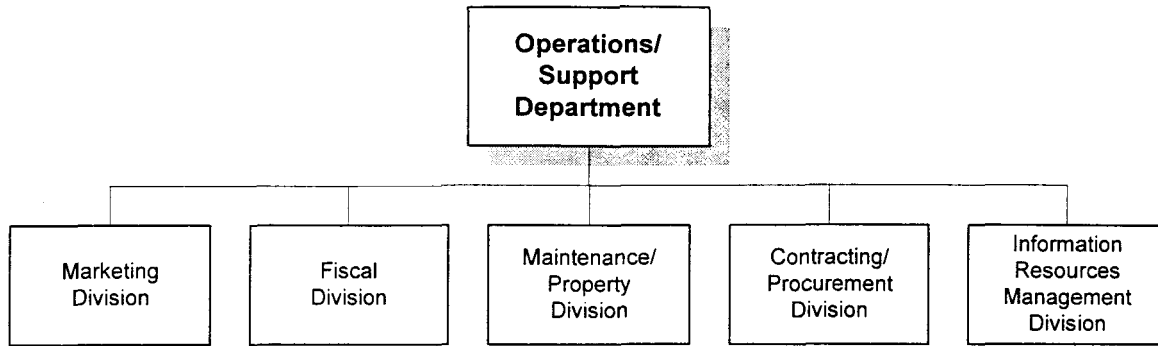 Operations/
Support
Department
Marketing
Division
Fiscal
Division
Maintenance/
Property
Division
Contracting/
Procurement
Division
Information
Resources
Management
Division